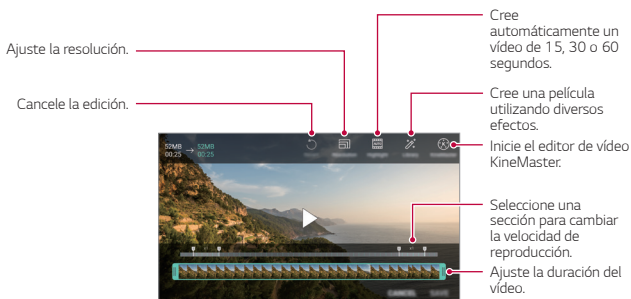 Ajuste la resolución.
Cancele la edición.
Cree
automáticamente un
vídeo de 15, 30 o 60
segundos.
Cree una película
utilizando diversos
efectos.
Inicie el editor de vídeo
KineMaster.
Seleccione una
sección para cambiar
la velocidad de
reproducción.
Ajuste la duración del
vídeo.
52MB → 52MB
00:25 00:25
CANCEL SAVE